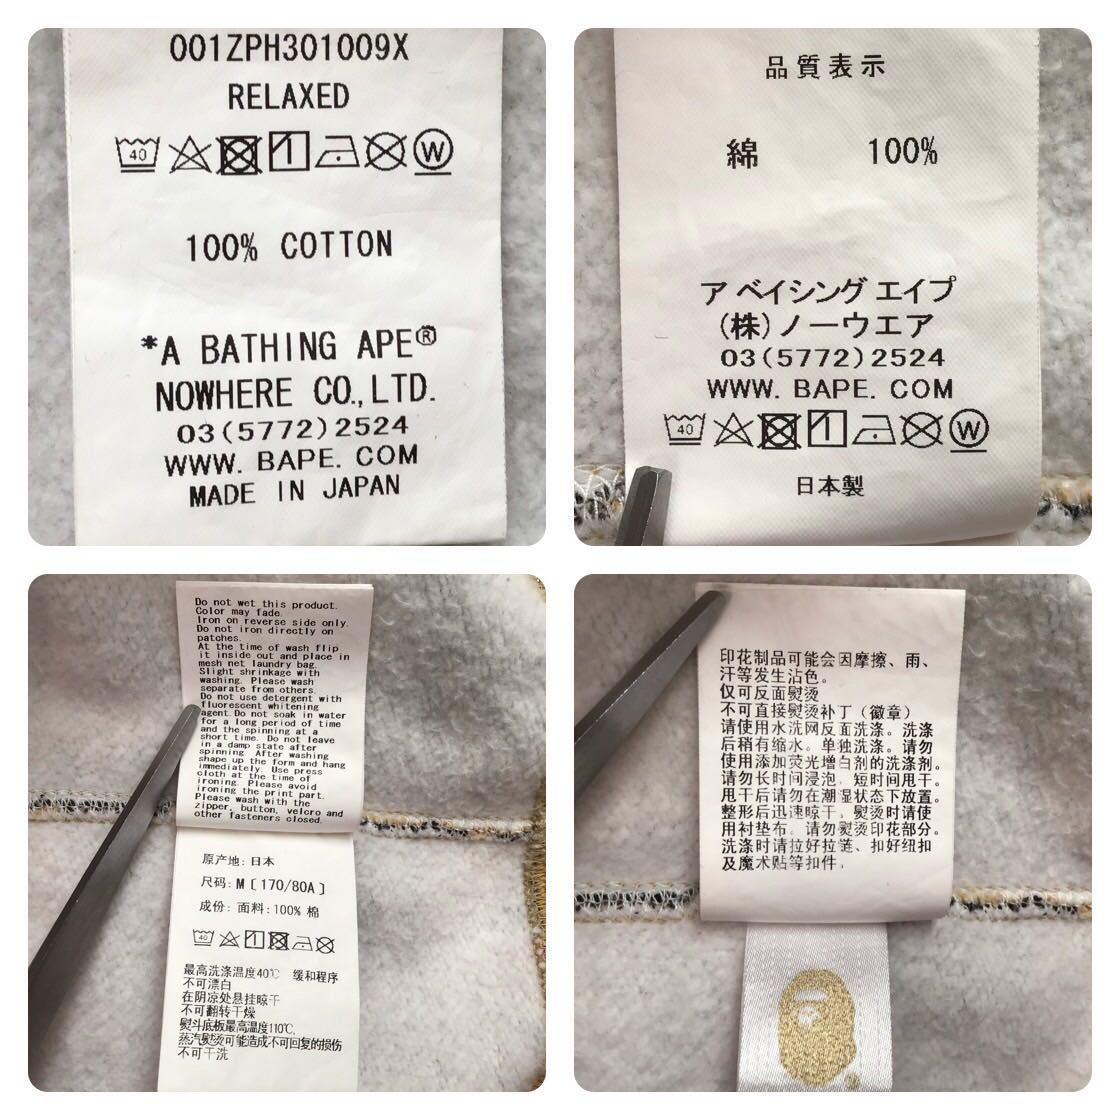 001ZPH301009X
RELAXED
40 W
100% COTTON
*A BATHING APE®
NOWHERE CO.,LTD.
03(5772)2524
WWW. BAPE. COM
MADE IN JAPAN
品質表示
綿 100%
ア ベイシング エイプ
(株)ノーウエア
03(5772)2524
WWW. BAPE. COM
40 W
日本製
Do not wet this product.
Color may fade.
Iron on reverse side only.
Do not iron directly on
patches.
At the time of wash flip
it inside out and place in
mesh net laundry bag.
Slight shrinkage with
washing. Please wash
separate from others.
Do not use detergent with
fluorescent whitening
agent.Do not soak in water
for a long period of time
and the spinning at a
short time. Do not leave
in a damp state after
spinning. After washing
shape up the form and hang
immediately. Use press
cloth at the time of
ironing. Please avoid
ironing the print part.
Please wash with the
zipper, button, velcro and
other fasteners closed.
原产地: 日本
尺码: M [170/80A]
成份: 面料:100% 棉
40
最高洗涤温度40℃ 缓和程序
不可漂白
在阴凉处悬挂晾干
不可翻转干燥
熨斗底板最高温度110℃,
蒸汽熨烫可能造成不可回复的损伤
不可干洗
印花制品可能会因摩擦、雨、
汗等发生沾色。
仅可反面熨烫
不可直接熨烫补丁（徽章）
请使用水洗网反面洗涤。洗涤
后稍有缩水。单独洗涤。请勿
使用添加荧光增白剂的洗涤剂。
请勿长时间浸泡，短时间甩干。
甩干后请勿在潮湿状态下放置。
整形后迅速晾干，熨烫时请使
用衬垫布。请勿熨烫印花部分。
洗涤时请拉好拉链、扣好纽扣
及魔术贴等扣件。
®